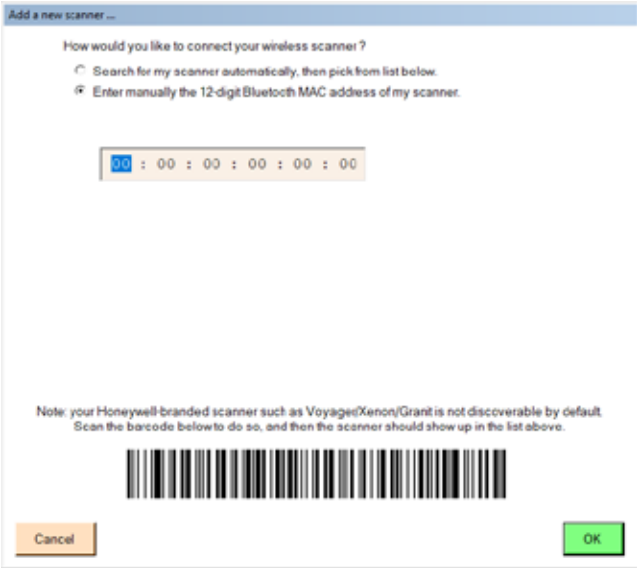 Add a new scanner ...
How would you like to connect your wireless scanner ?
Search for my scanner automatically, then pick from list below.
Enter manually the 12-digit Bluetooth MAC address of my scanner.
00 : 00 : 00 : 00 : 00 : 00
Note: your Honeywell-branded scanner such as Voyager/Xenon/Granit is not discoverable by default.
Scan the barcode below to do so, and then the scanner should show up in the list above.
Cancel
OK